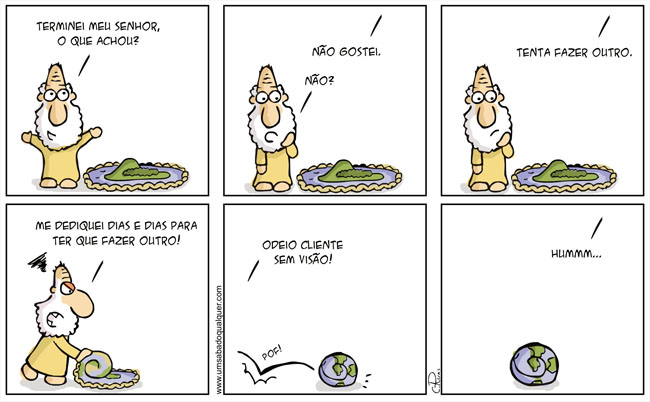 TERMINEI MEU SENHOR,
O QUE ACHOU?
NÃO GOSTEI.
NÃO?
TENTA FAZER OUTRO.
ME DEDIQUEI DIAS E DIAS PARA
TER QUE FAZER OUTRO!
www.umsabadoqualquer.com
ODEIO CLIENTE
SEM VISÃO!
POF!
HUMMM...